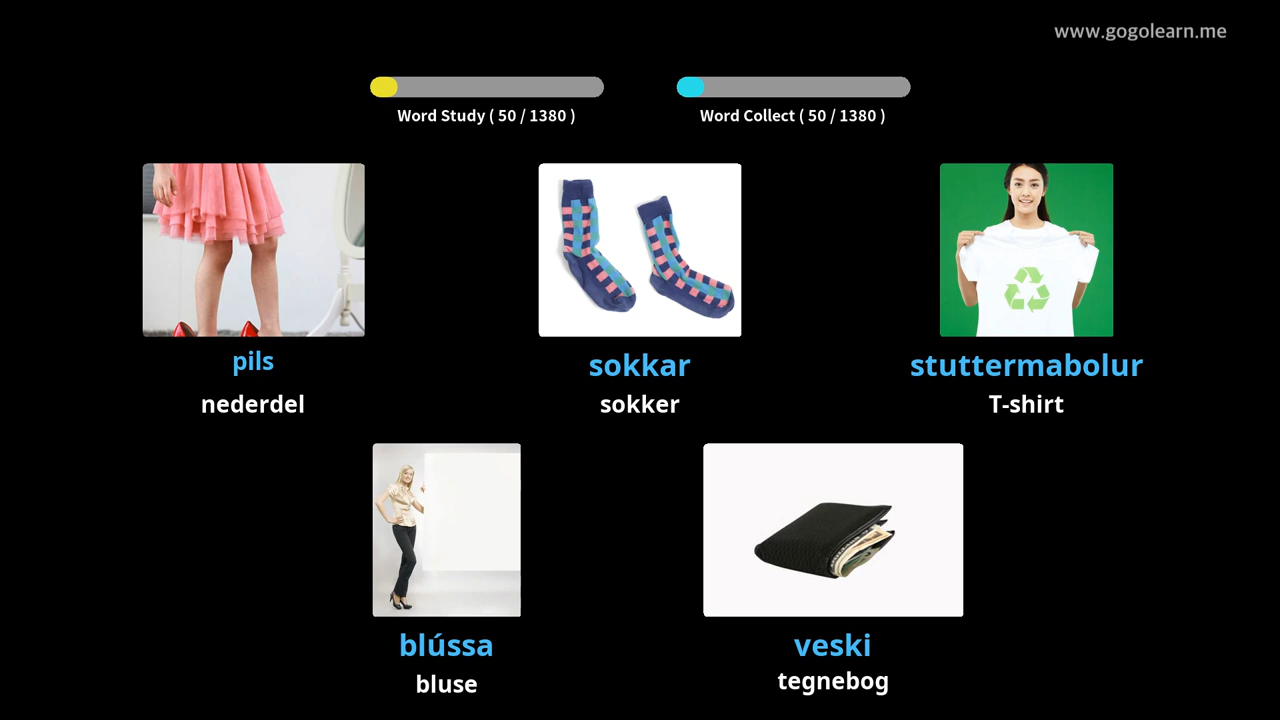 www.gogolearn.me
Word Study ( 50 / 1380 )
Word Collect ( 50 / 1380 )
pils
nederdel
sokkar
sokker
stuttermabolur
T-shirt
blússa
bluse
veski
tegnebog